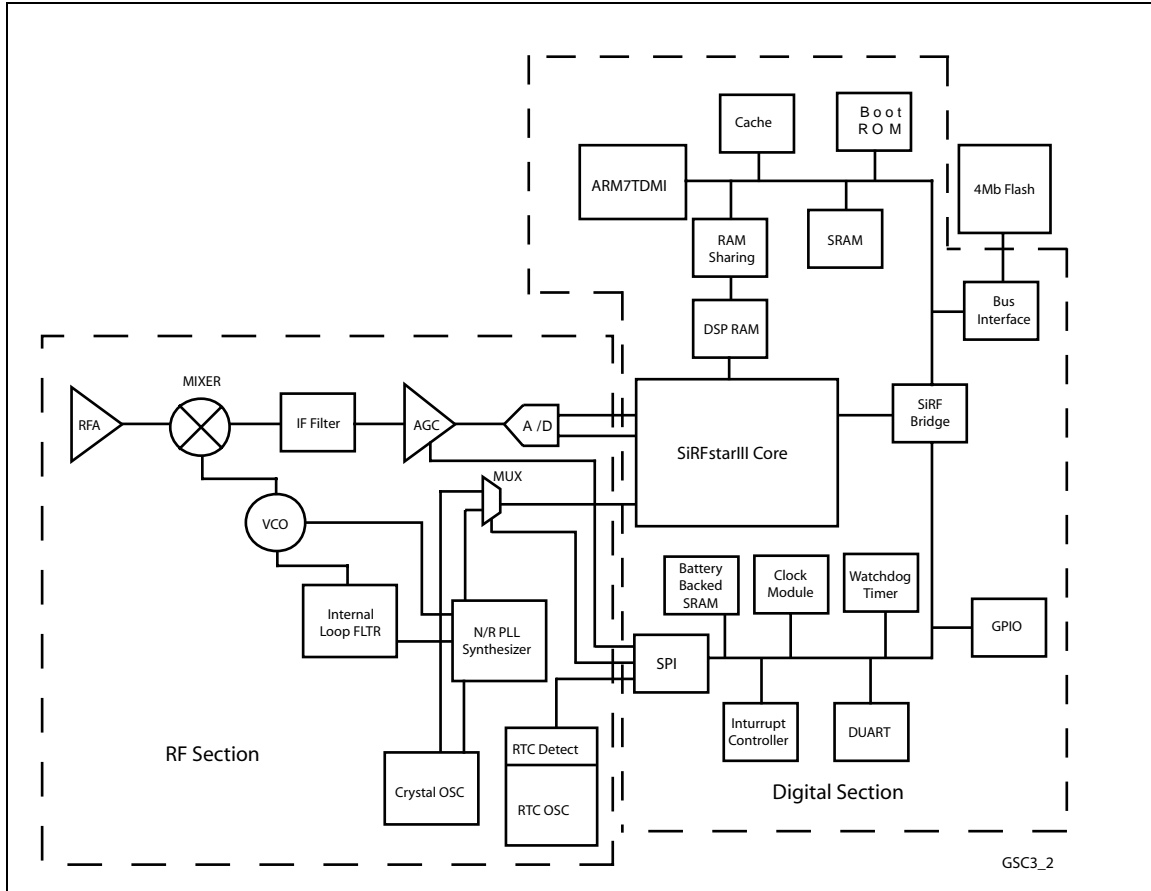 Cache
B o o t
R O M
ARM7TDMI
4Mb Flash
RAM
Sharing
SRAM
DSP RAM
Bus
Interface
MIXER
RFA
IF Filter
AGC
A /D
SiRFstarIII Core
SiRF
Bridge
MUX
VCO
Internal
Loop FLTR
N/R PLL
Synthesizer
Battery
Backed
SRAM
Clock
Module
Watchdog
Timer
GPIO
SPI
Inturrupt
Controller
DUART
RF Section
Crystal OSC
RTC Detect
RTC OSC
Digital Section
GSC3_2